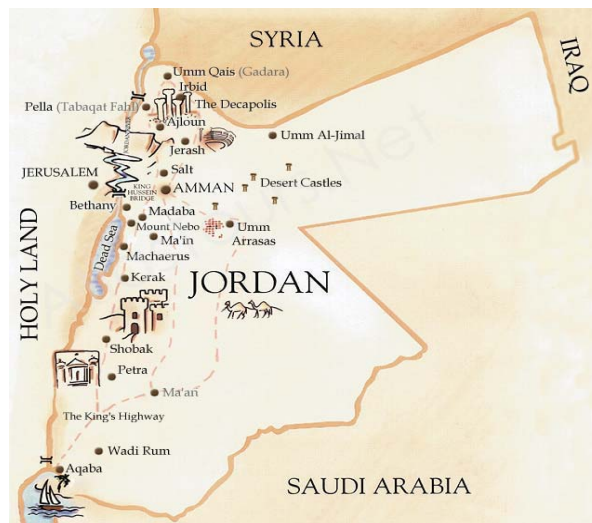 SYRIA
IRAQ
Umm Qais (Gadara)
Irbid
The Decapolis
Pella (Tabaqat Fahl)
Ajloun
Umm Al-Jimal
Jerash
JORDAN RIVER
Salt
JERUSALEM
AMMAN
Desert Castles
KING
HUSSEIN
BRIDGE
Bethany
Madaba
Mount Nebo
Umm
Arrasas
Ma'in
Dead Sea
Machaerus
HOLY LAND
Kerak
JORDAN
Shobak
Petra
Ma'an
The King's Highway
Wadi Rum
Aqaba
SAUDI ARABIA